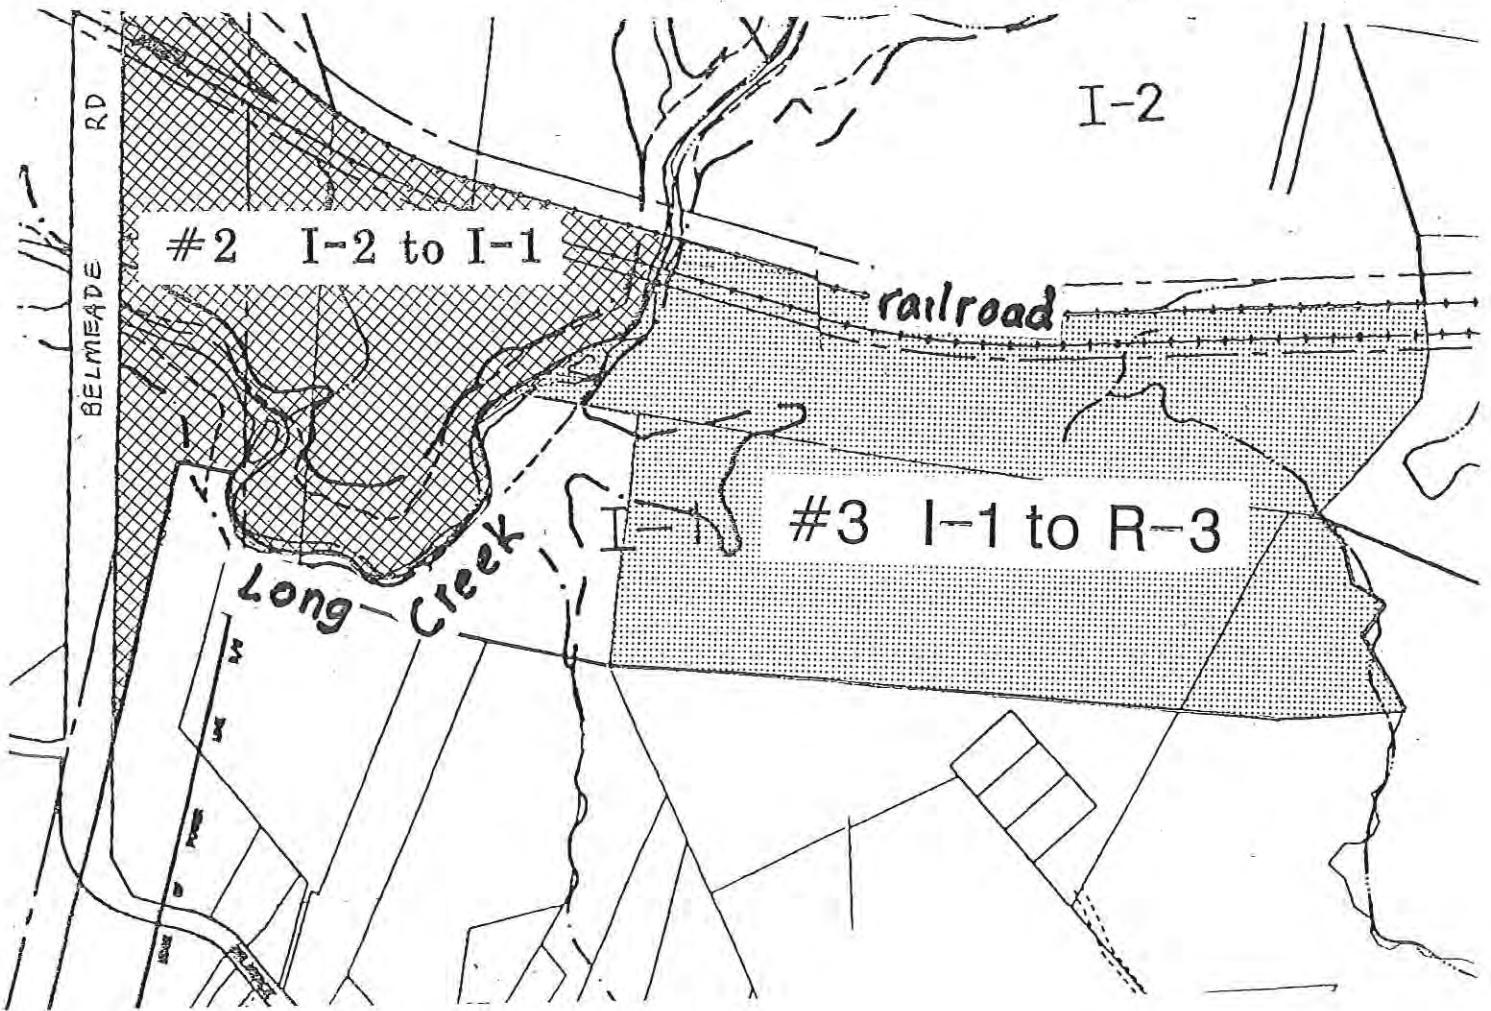 I-2
BELMEADE RD
#2 I-2 to I-1
railroad
I-1
#3 I-1 to R-3
Long Creek